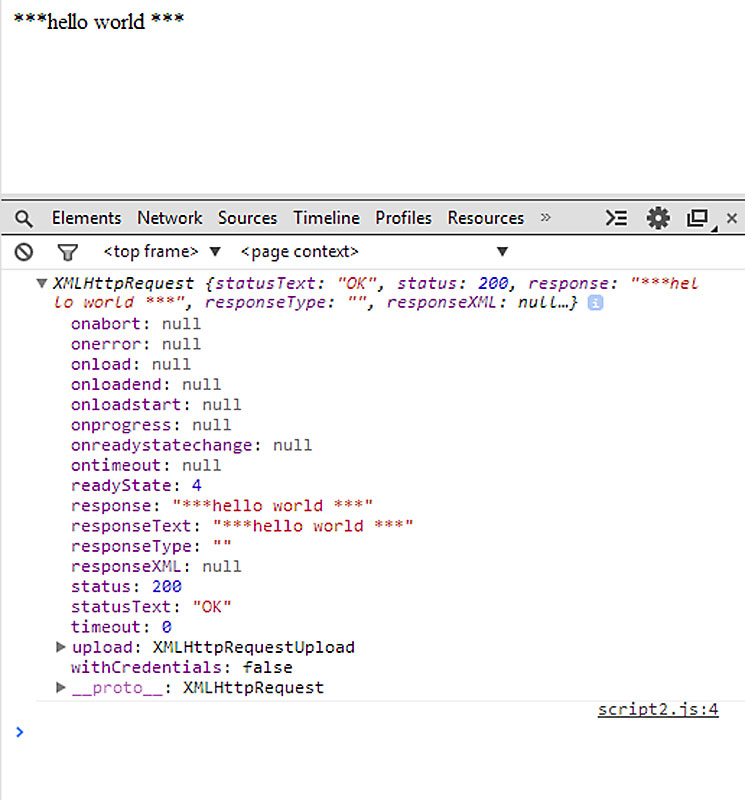 ***hello world ***
Elements Network Sources Timeline Profiles Resources »
<top frame> ▼ <page context> ▼
▼ XMLHttpRequest {statusText: "OK", status: 200, response: "***hel
lo world ***", responseType: "", responseXML: null…} i
onabort: null
onerror: null
onload: null
onloadend: null
onloadstart: null
onprogress: null
onreadystatechange: null
ontimeout: null
readyState: 4
response: "***hello world ***"
responseText: "***hello world ***"
responseType: ""
responseXML: null
status: 200
statusText: "OK"
timeout: 0
▶ upload: XMLHttpRequestUpload
withCredentials: false
▶ __proto__: XMLHttpRequest
script2.js:4
>